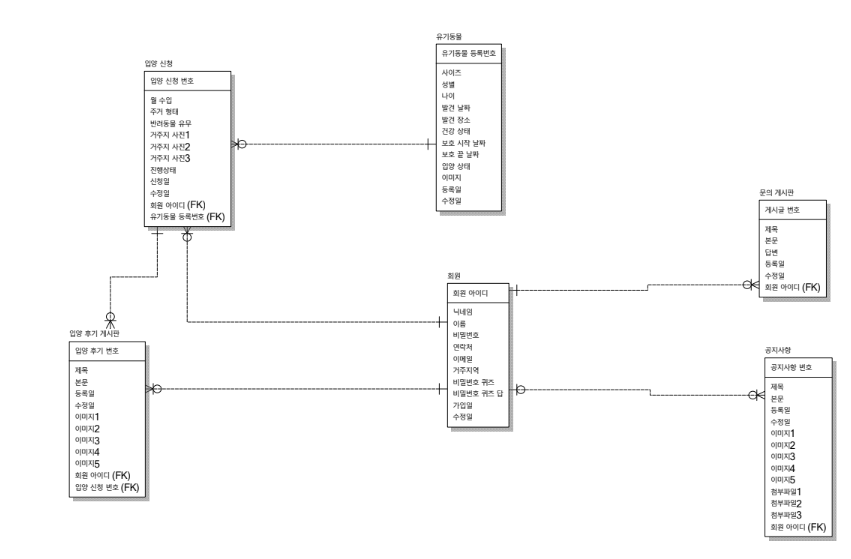 입양 신청
입양 신청 번호
월 수입
주거 형태
반려동물 유무
거주지 사진1
거주지 사진2
거주지 사진3
진행상태
신청일
수정일
회원 아이디 (FK)
유기동물 등록번호 (FK)
유기동물
유기동물 등록번호
사이즈
성별
나이
발견 날짜
발견 장소
건강 상태
보호 시작 날짜
보호 끝 날짜
입양 상태
이미지
등록일
수정일
문의 게시판
게시글 번호
제목
본문
답변
등록일
수정일
회원 아이디 (FK)
회원
회원 아이디
닉네임
이름
비밀번호
연락처
이메일
거주지역
비밀번호 퀴즈
비밀번호 퀴즈 답
가입일
수정일
입양 후기 게시판
입양 후기 번호
제목
본문
등록일
수정일
이미지1
이미지2
이미지3
이미지4
이미지5
회원 아이디 (FK)
입양 신청 번호 (FK)
공지사항
공지사항 번호
제목
본문
등록일
수정일
이미지1
이미지2
이미지3
이미지4
이미지5
첨부파일1
첨부파일2
첨부파일3
회원 아이디 (FK)